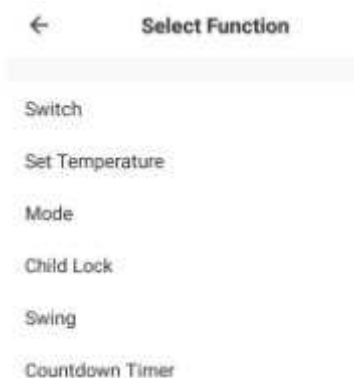 Select Function
Switch
Set Temperature
Mode
Child Lock
Swing
Countdown Timer